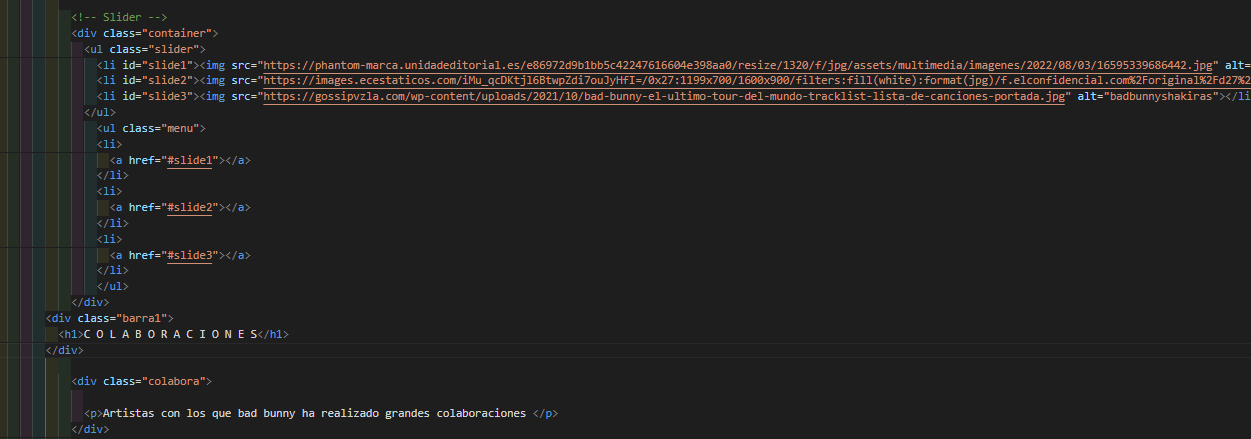 <!-- Slider -->
<div class="container">
<ul class="slider">
<li id="slide1"><img src="https://phantom-marca.unidadeditorial.es/e86972d9b1bb5c42247616604e398aa0/resize/1320/f/jpg/assets/multimedia/imagenes/2022/08/03/16595339686442.jpg" alt=
<li id="slide2"><img src="https://images.ecestaticos.com/iMu_qcDKtjl6BtwpZdi7ouJyHfI=/0x27:1199x700/1600x900/filters:fill(white):format(jpg)/f.elconfidencial.com%2Foriginal%2Fd27%2
<li id="slide3"><img src="https://gossipvzla.com/wp-content/uploads/2021/10/bad-bunny-el-ultimo-tour-del-mundo-tracklist-lista-de-canciones-portada.jpg" alt="badbunnyshakiras"></li
</ul>
<ul class="menu">
<li>
<a href="#slide1"></a>
</li>
<li>
<a href="#slide2"></a>
</li>
<li>
<a href="#slide3"></a>
</li>
</ul>
</div>
<div class="barra1">
<h1>C O L A B O R A C I O N E S</h1>
</div>
<div class="colabora">
<p>Artistas con los que bad bunny ha realizado grandes colaboraciones </p>
</div>